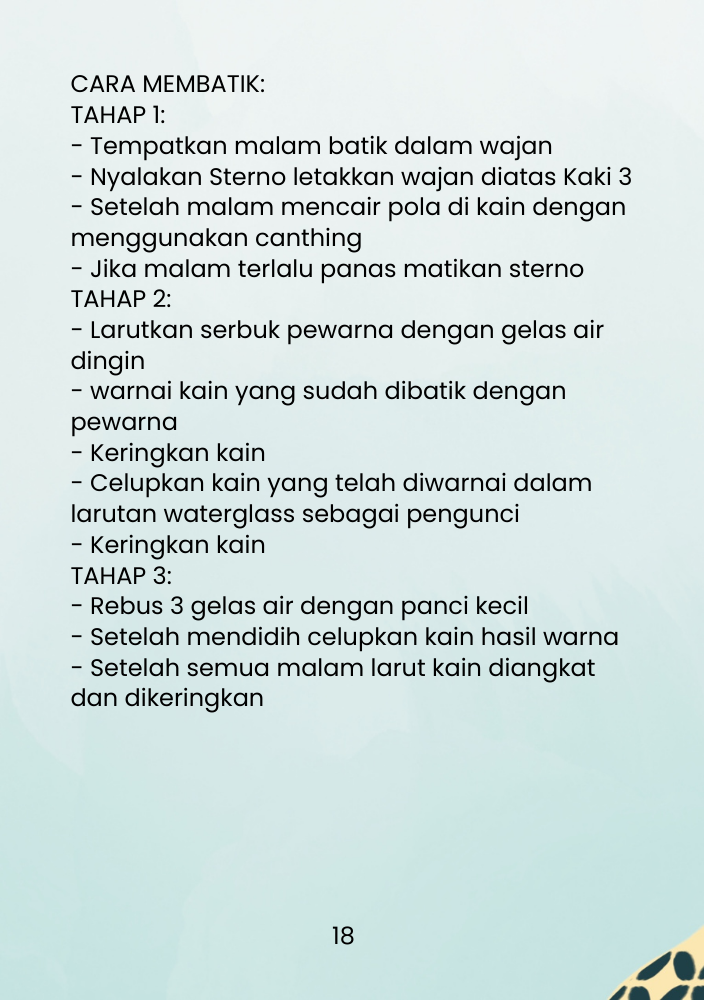 CARA MEMBATIK:
TAHAP 1:
- Tempatkan malam batik dalam wajan
- Nyalakan Sterno letakkan wajan diatas Kaki 3
- Setelah malam mencair pola di kain dengan
menggunakan canthing
- Jika malam terlalu panas matikan sterno
TAHAP 2:
- Larutkan serbuk pewarna dengan gelas air
dingin
- warnai kain yang sudah dibatik dengan
pewarna
- Keringkan kain
- Celupkan kain yang telah diwarnai dalam
larutan waterglass sebagai pengunci
- Keringkan kain
TAHAP 3:
- Rebus 3 gelas air dengan panci kecil
- Setelah mendidih celupkan kain hasil warna
- Setelah semua malam larut kain diangkat
dan dikeringkan
18